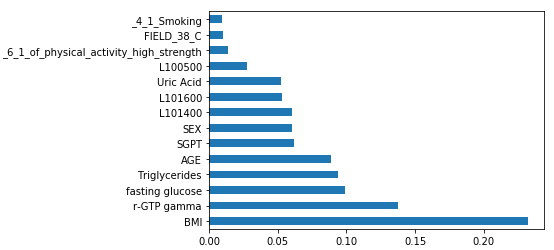 _4_1_Smoking
FIELD_38_C
_6_1_of_physical_activity_high_strength
L100500
Uric Acid
L101600
L101400
SEX
SGPT
AGE
Triglycerides
fasting glucose
r-GTP gamma
BMI
0.00 0.05 0.10 0.15 0.20